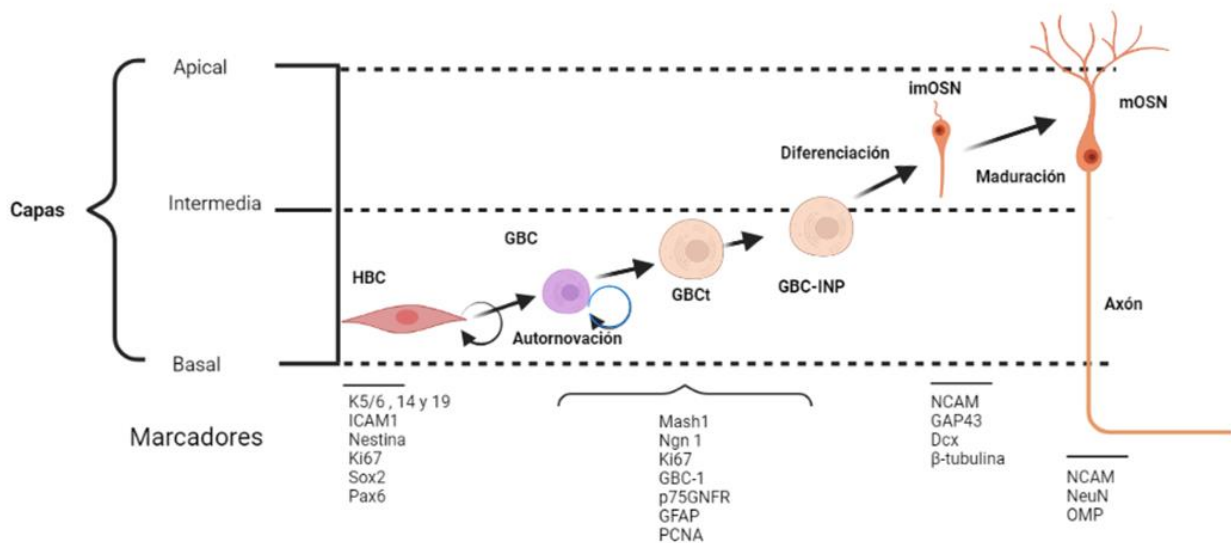 Capas
Apical
Intermedia
Basal
HBC
GBC
Autornovación
GBCt
GBC-INP
Diferenciación
imOSN
Maduración
mOSN
Axón
Marcadores
K5/6 , 14 y 19
ICAM1
Nestina
Ki67
Sox2
Pax6
Mash1
Ngn 1
Ki67
GBC-1
p75GNFR
GFAP
PCNA
NCAM
GAP43
Dcx
β-tubulina
NCAM
NeuN
OMP